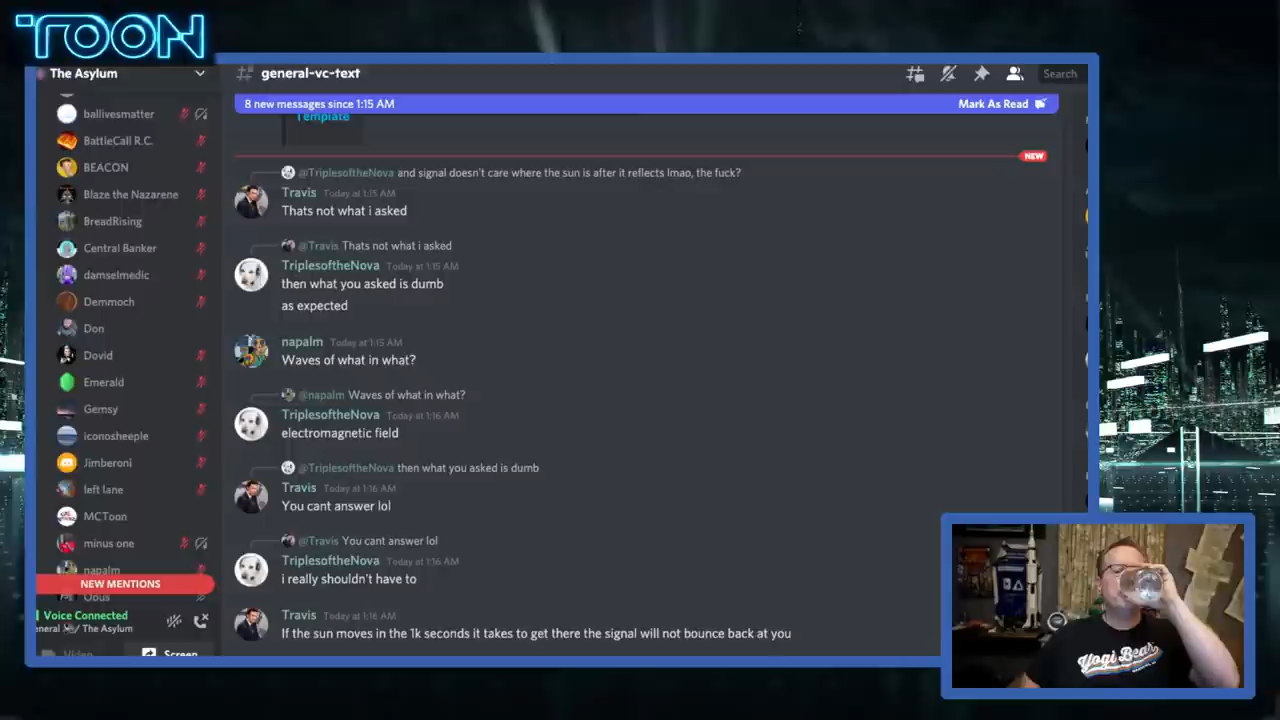 TOON
The Asylum
general-vc-text
Search
8 new messages since 1:15 AM
Mark As Read
Template
NEW
ballivesmatter
BattleCall R.C.
BEACON
Blaze the Nazarene
BreadRising
Central Banker
damselmedic
Demmoch
Don
Dovid
Emerald
Gemsy
iconosheeple
Jimberoni
left lane
MCToon
minus one
napalm
Opus
NEW MENTIONS
Voice Connected
eneral / The Asylum
Video
Screen
@TriplesoftheNova and signal doesn't care where the sun is after it reflects lmao, the fuck?
Travis Today at 1:15 AM
Thats not what i asked
@Travis Thats not what i asked
TriplesoftheNova Today at 1:15 AM
then what you asked is dumb
as expected
napalm Today at 1:15 AM
Waves of what in what?
@napalm Waves of what in what?
TriplesoftheNova Today at 1:16 AM
electromagnetic field
@TriplesoftheNova then what you asked is dumb
Travis Today at 1:16 AM
You cant answer lol
@Travis You cant answer lol
TriplesoftheNova Today at 1:16 AM
i really shouldn't have to
Travis Today at 1:16 AM
If the sun moves in the 1k seconds it takes to get there the signal will not bounce back at you
Yogi Bear